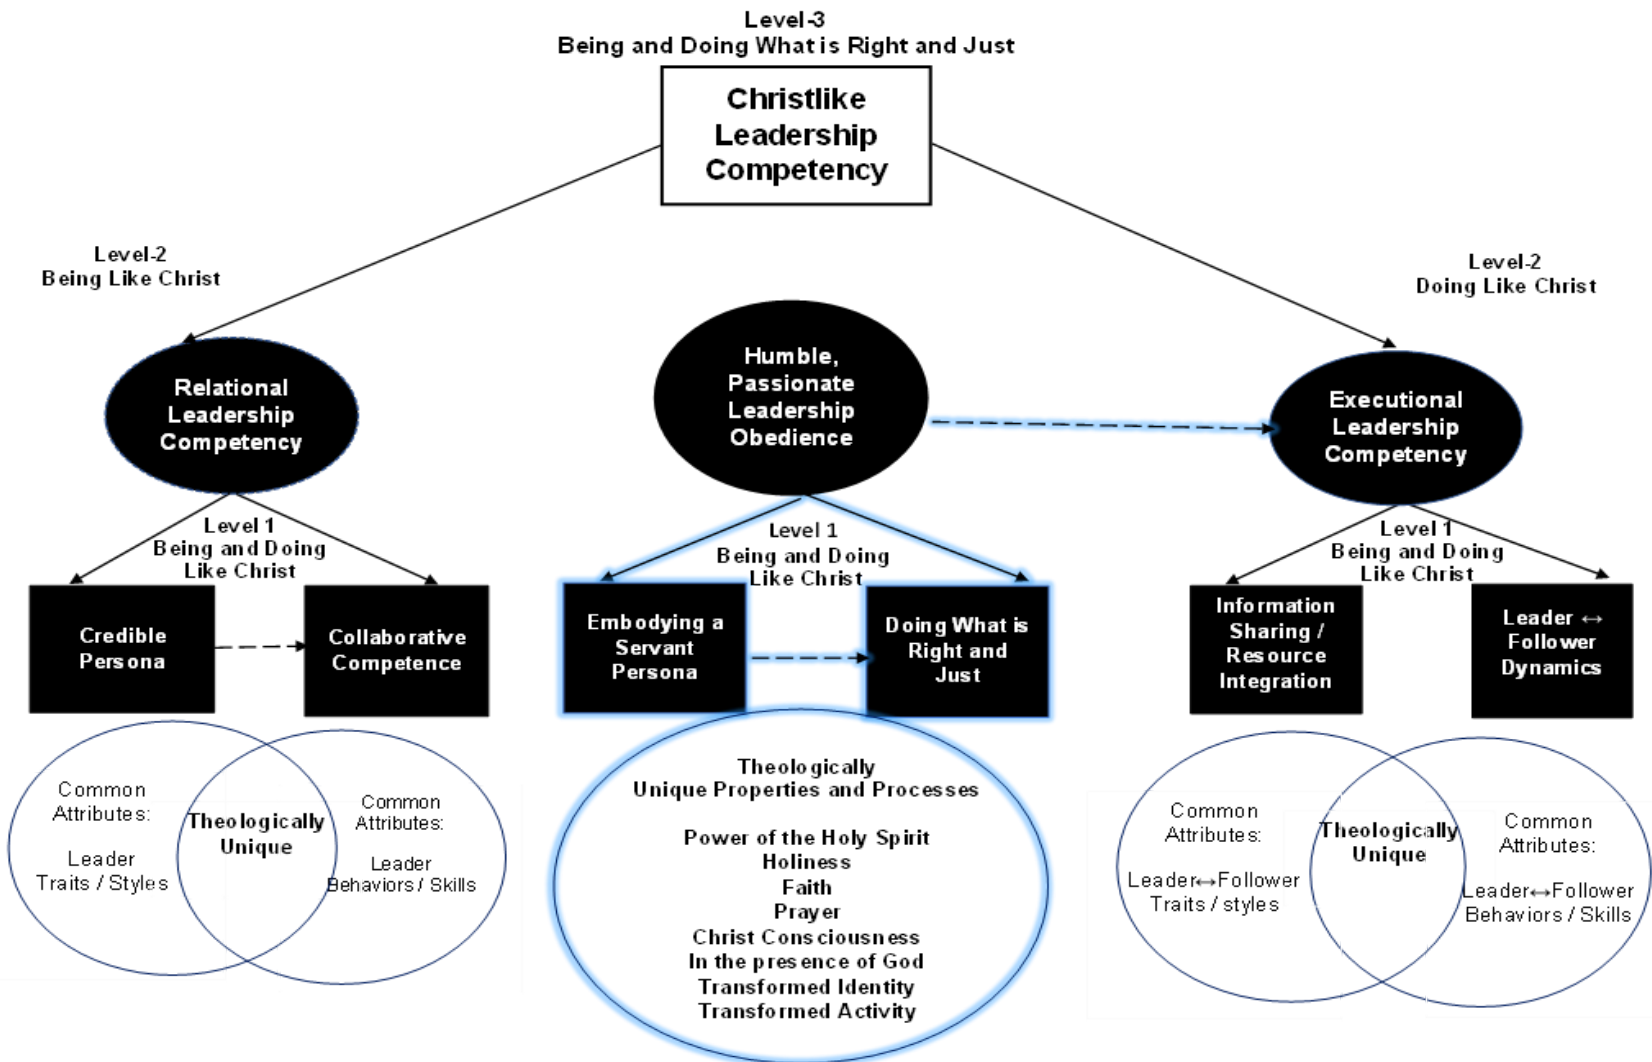 Level-3
Being and Doing What is Right and Just
Christlike
Leadership
Competency
Level-2
Being Like Christ
Level-2
Doing Like Christ
Relational
Leadership
Competency
Humble,
Passionate
Leadership
Obedience
Executional
Leadership
Competency
Level 1
Being and Doing
Like Christ
Level 1
Being and Doing
Like Christ
Level 1
Being and Doing
Like Christ
Credible
Persona
Collaborative
Competence
Embodying a
Servant
Persona
Doing What is
Right and
Just
Information
Sharing /
Resource
Integration
Leader ↔
Follower
Dynamics
Common
Attributes:
Leader
Traits / Styles
Theologically
Unique
Common
Attributes:
Leader
Behaviors / Skills
Theologically
Unique Properties and Processes
Power of the Holy Spirit
Holiness
Faith
Prayer
Christ Consciousness
In the presence of God
Transformed Identity
Transformed Activity
Common
Attributes:
Leader↔Follower
Traits / styles
Theologically
Unique
Common
Attributes:
Leader↔Follower
Behaviors / Skills